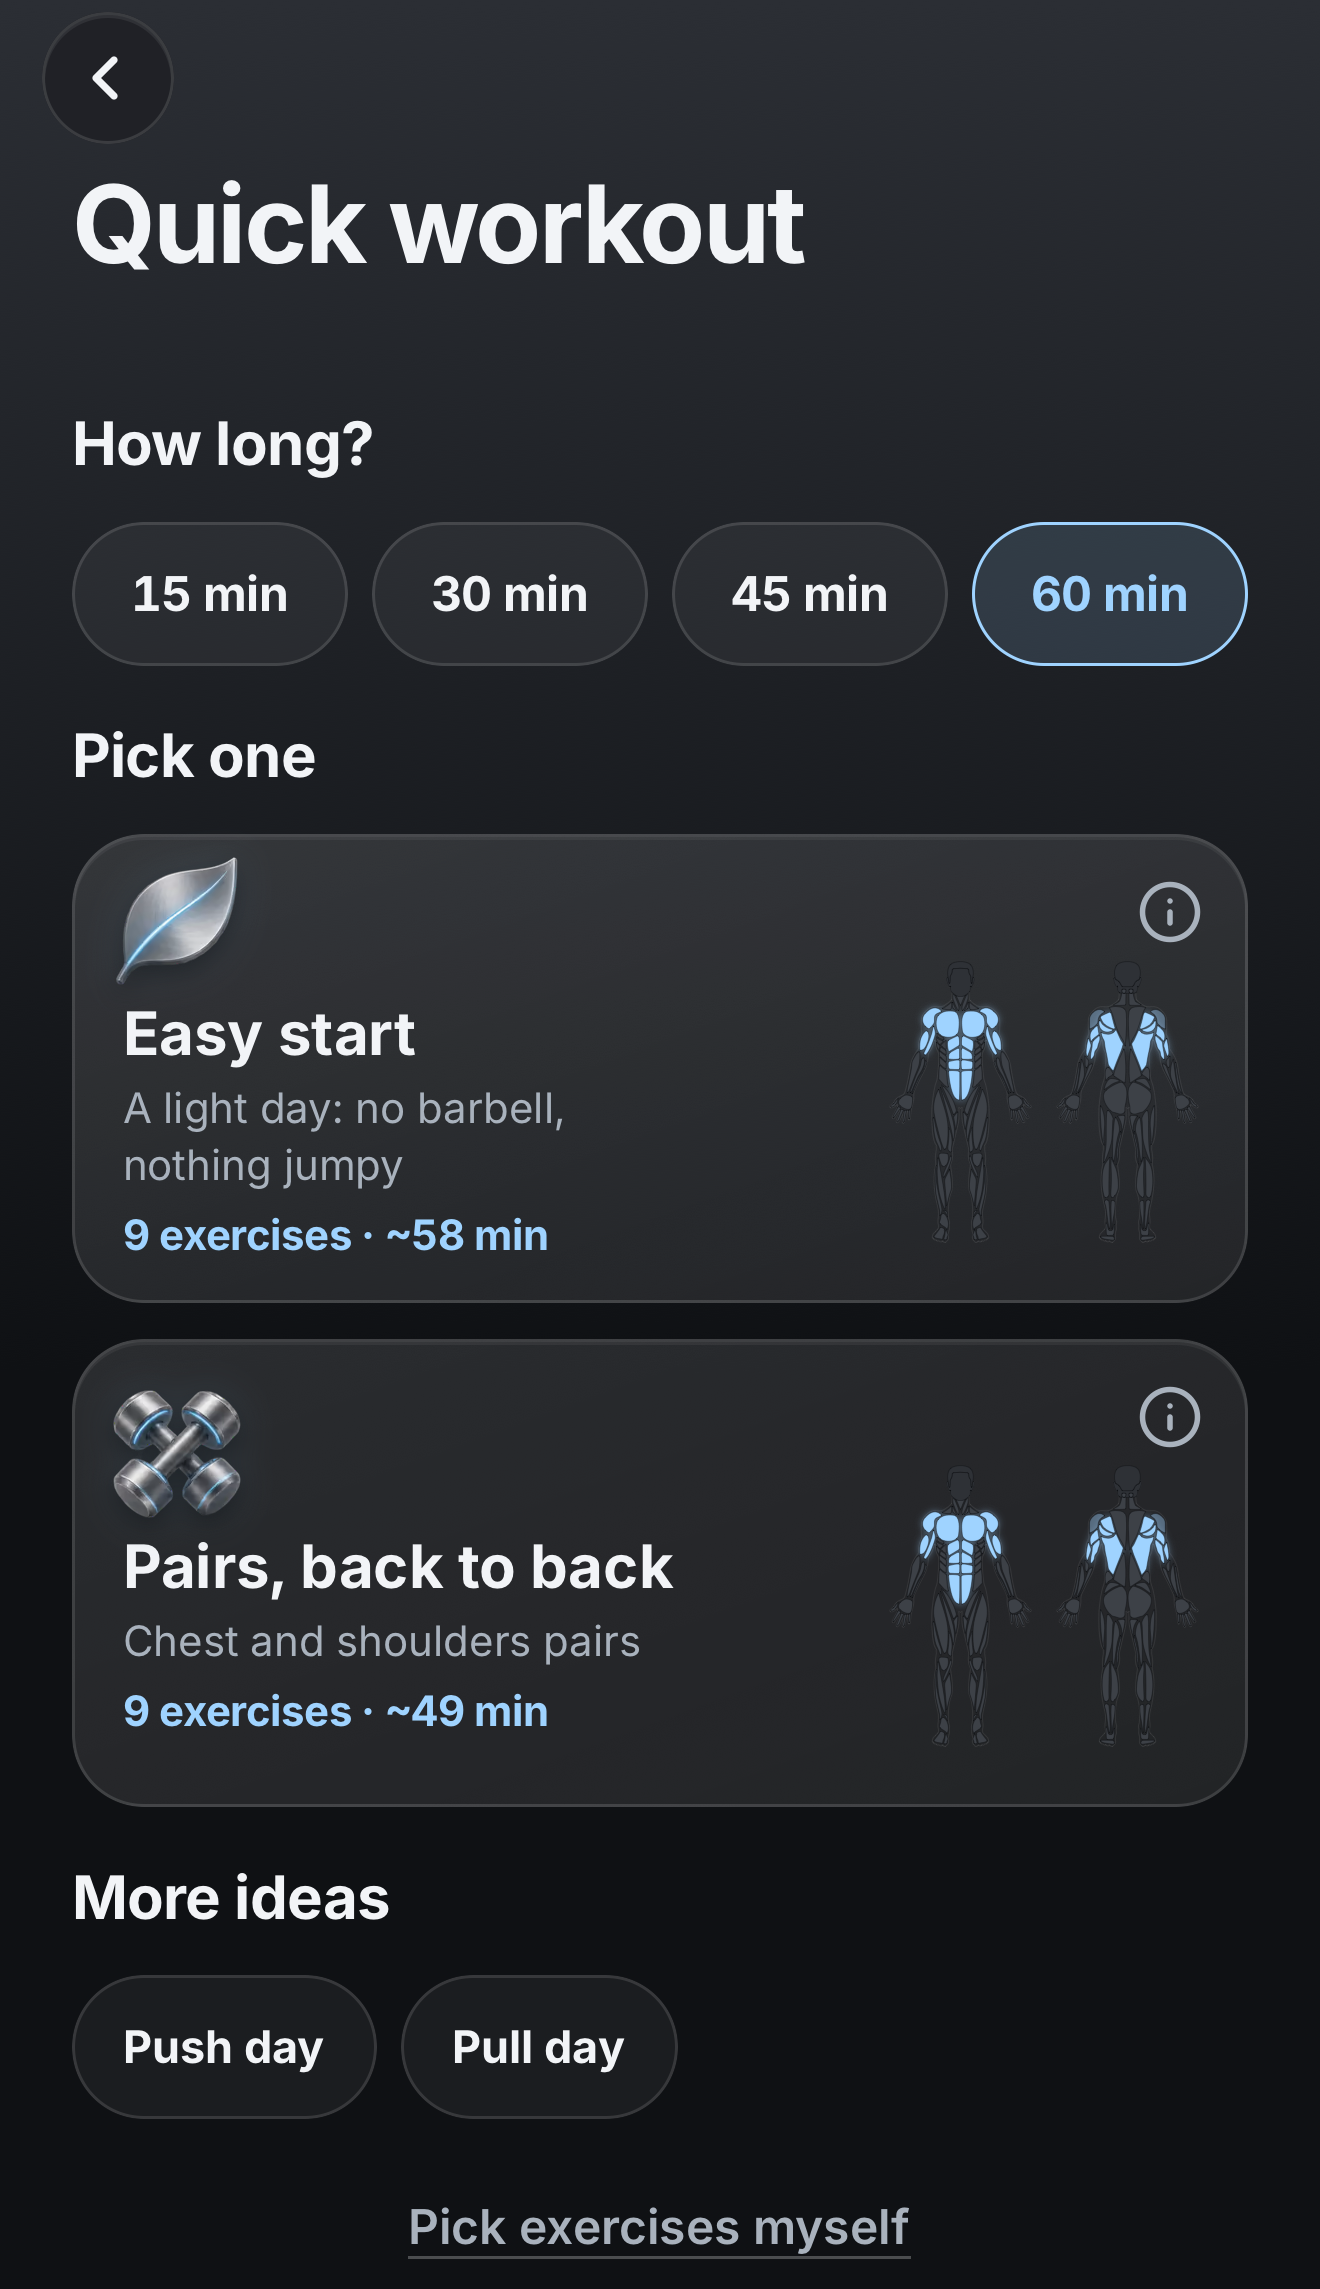 Quick workout
How long?
15 min
30 min
45 min
60 min
Pick one
Easy start
A light day: no barbell,
nothing jumpy
9 exercises · ~58 min
Pairs, back to back
Chest and shoulders pairs
9 exercises · ~49 min
More ideas
Push day
Pull day
Pick exercises myself